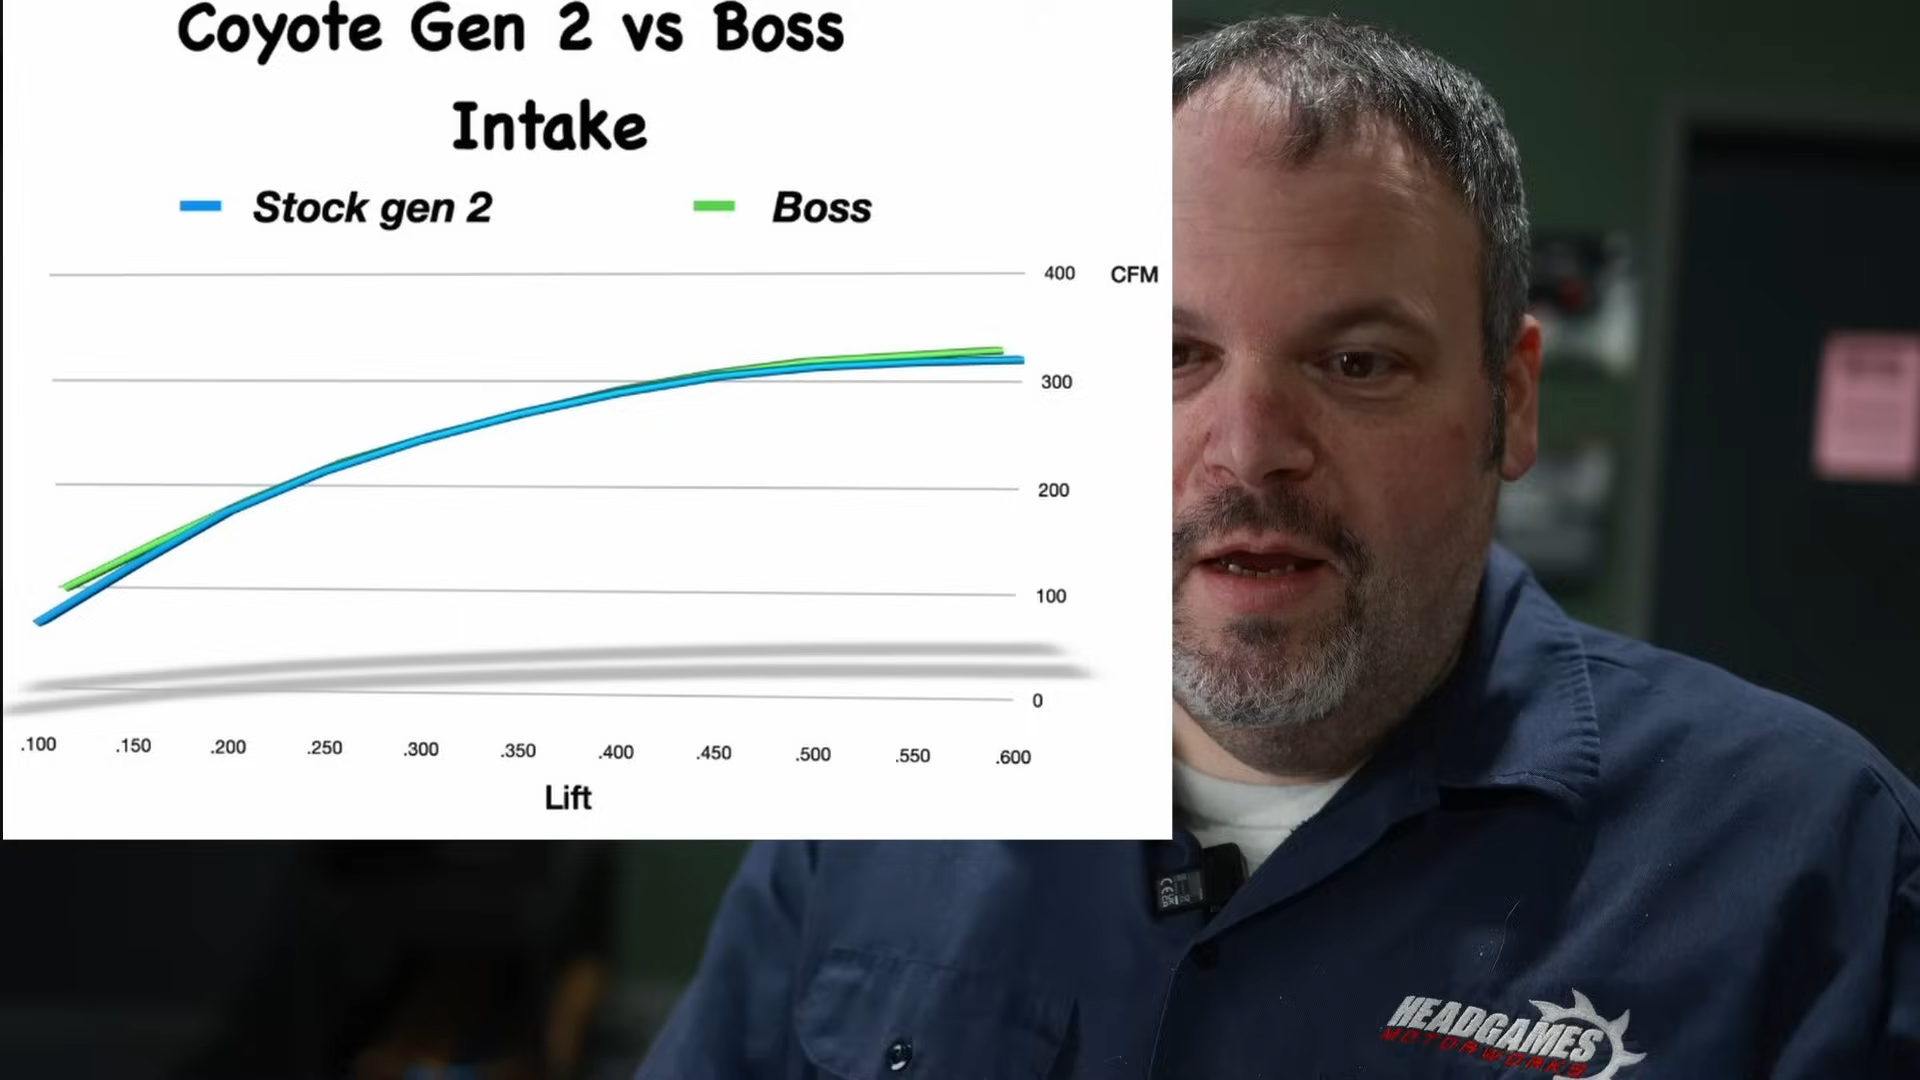 Coyote Gen 2 vs Boss
Intake
Stock gen 2
Boss
400 CFM
300
200
100
0
.100 .150 .200 .250 .300 .350 .400 .450 .500 .550 .600
Lift
HEADGAMES
MOTORWORKS